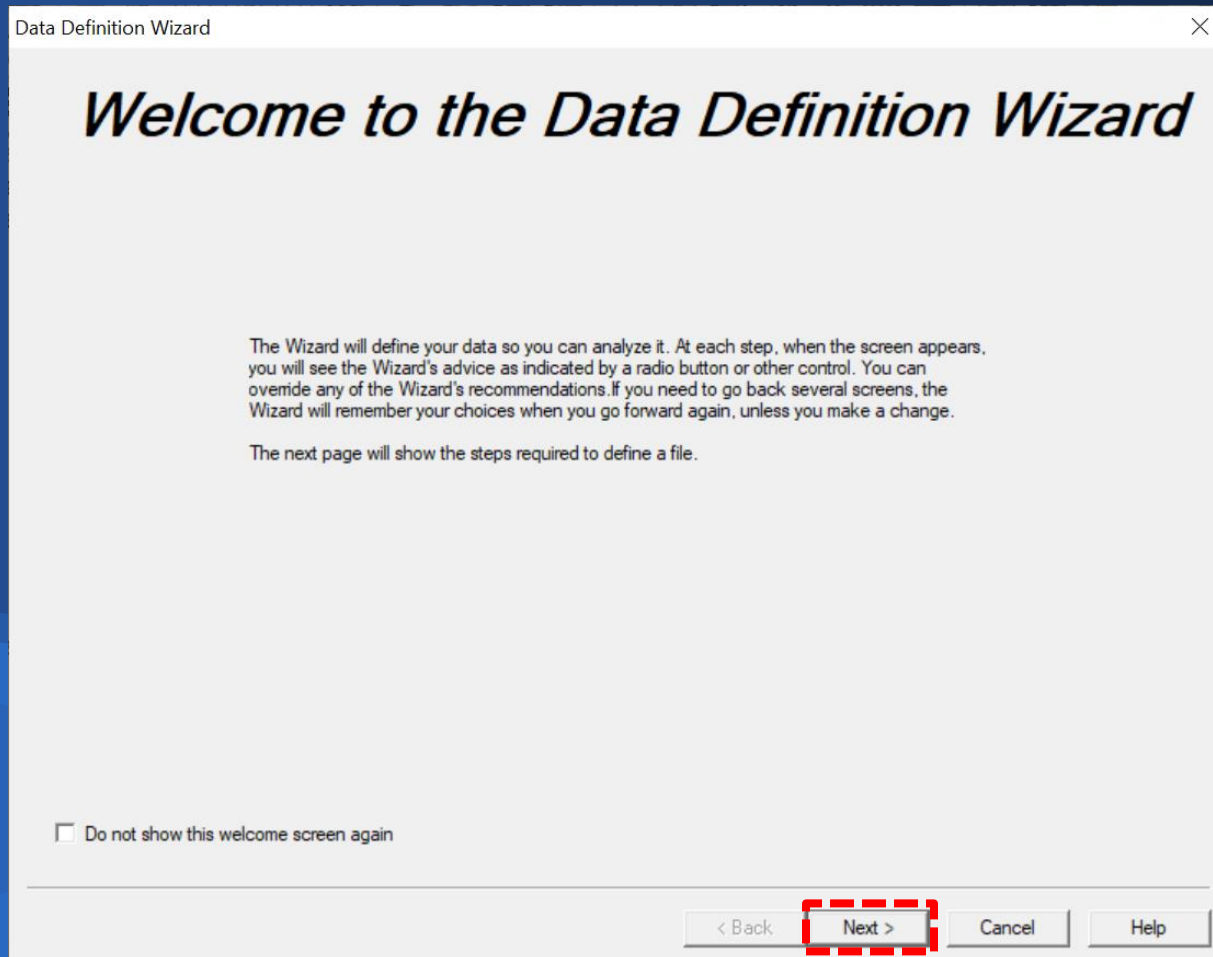 Data Definition Wizard
Welcome to the Data Definition Wizard
The Wizard will define your data so you can analyze it. At each step, when the screen appears,
you will see the Wizard's advice as indicated by a radio button or other control. You can
override any of the Wizard's recommendations.If you need to go back several screens, the
Wizard will remember your choices when you go forward again, unless you make a change.
The next page will show the steps required to define a file.
Do not show this welcome screen again
< Back
Next >
Cancel
Help